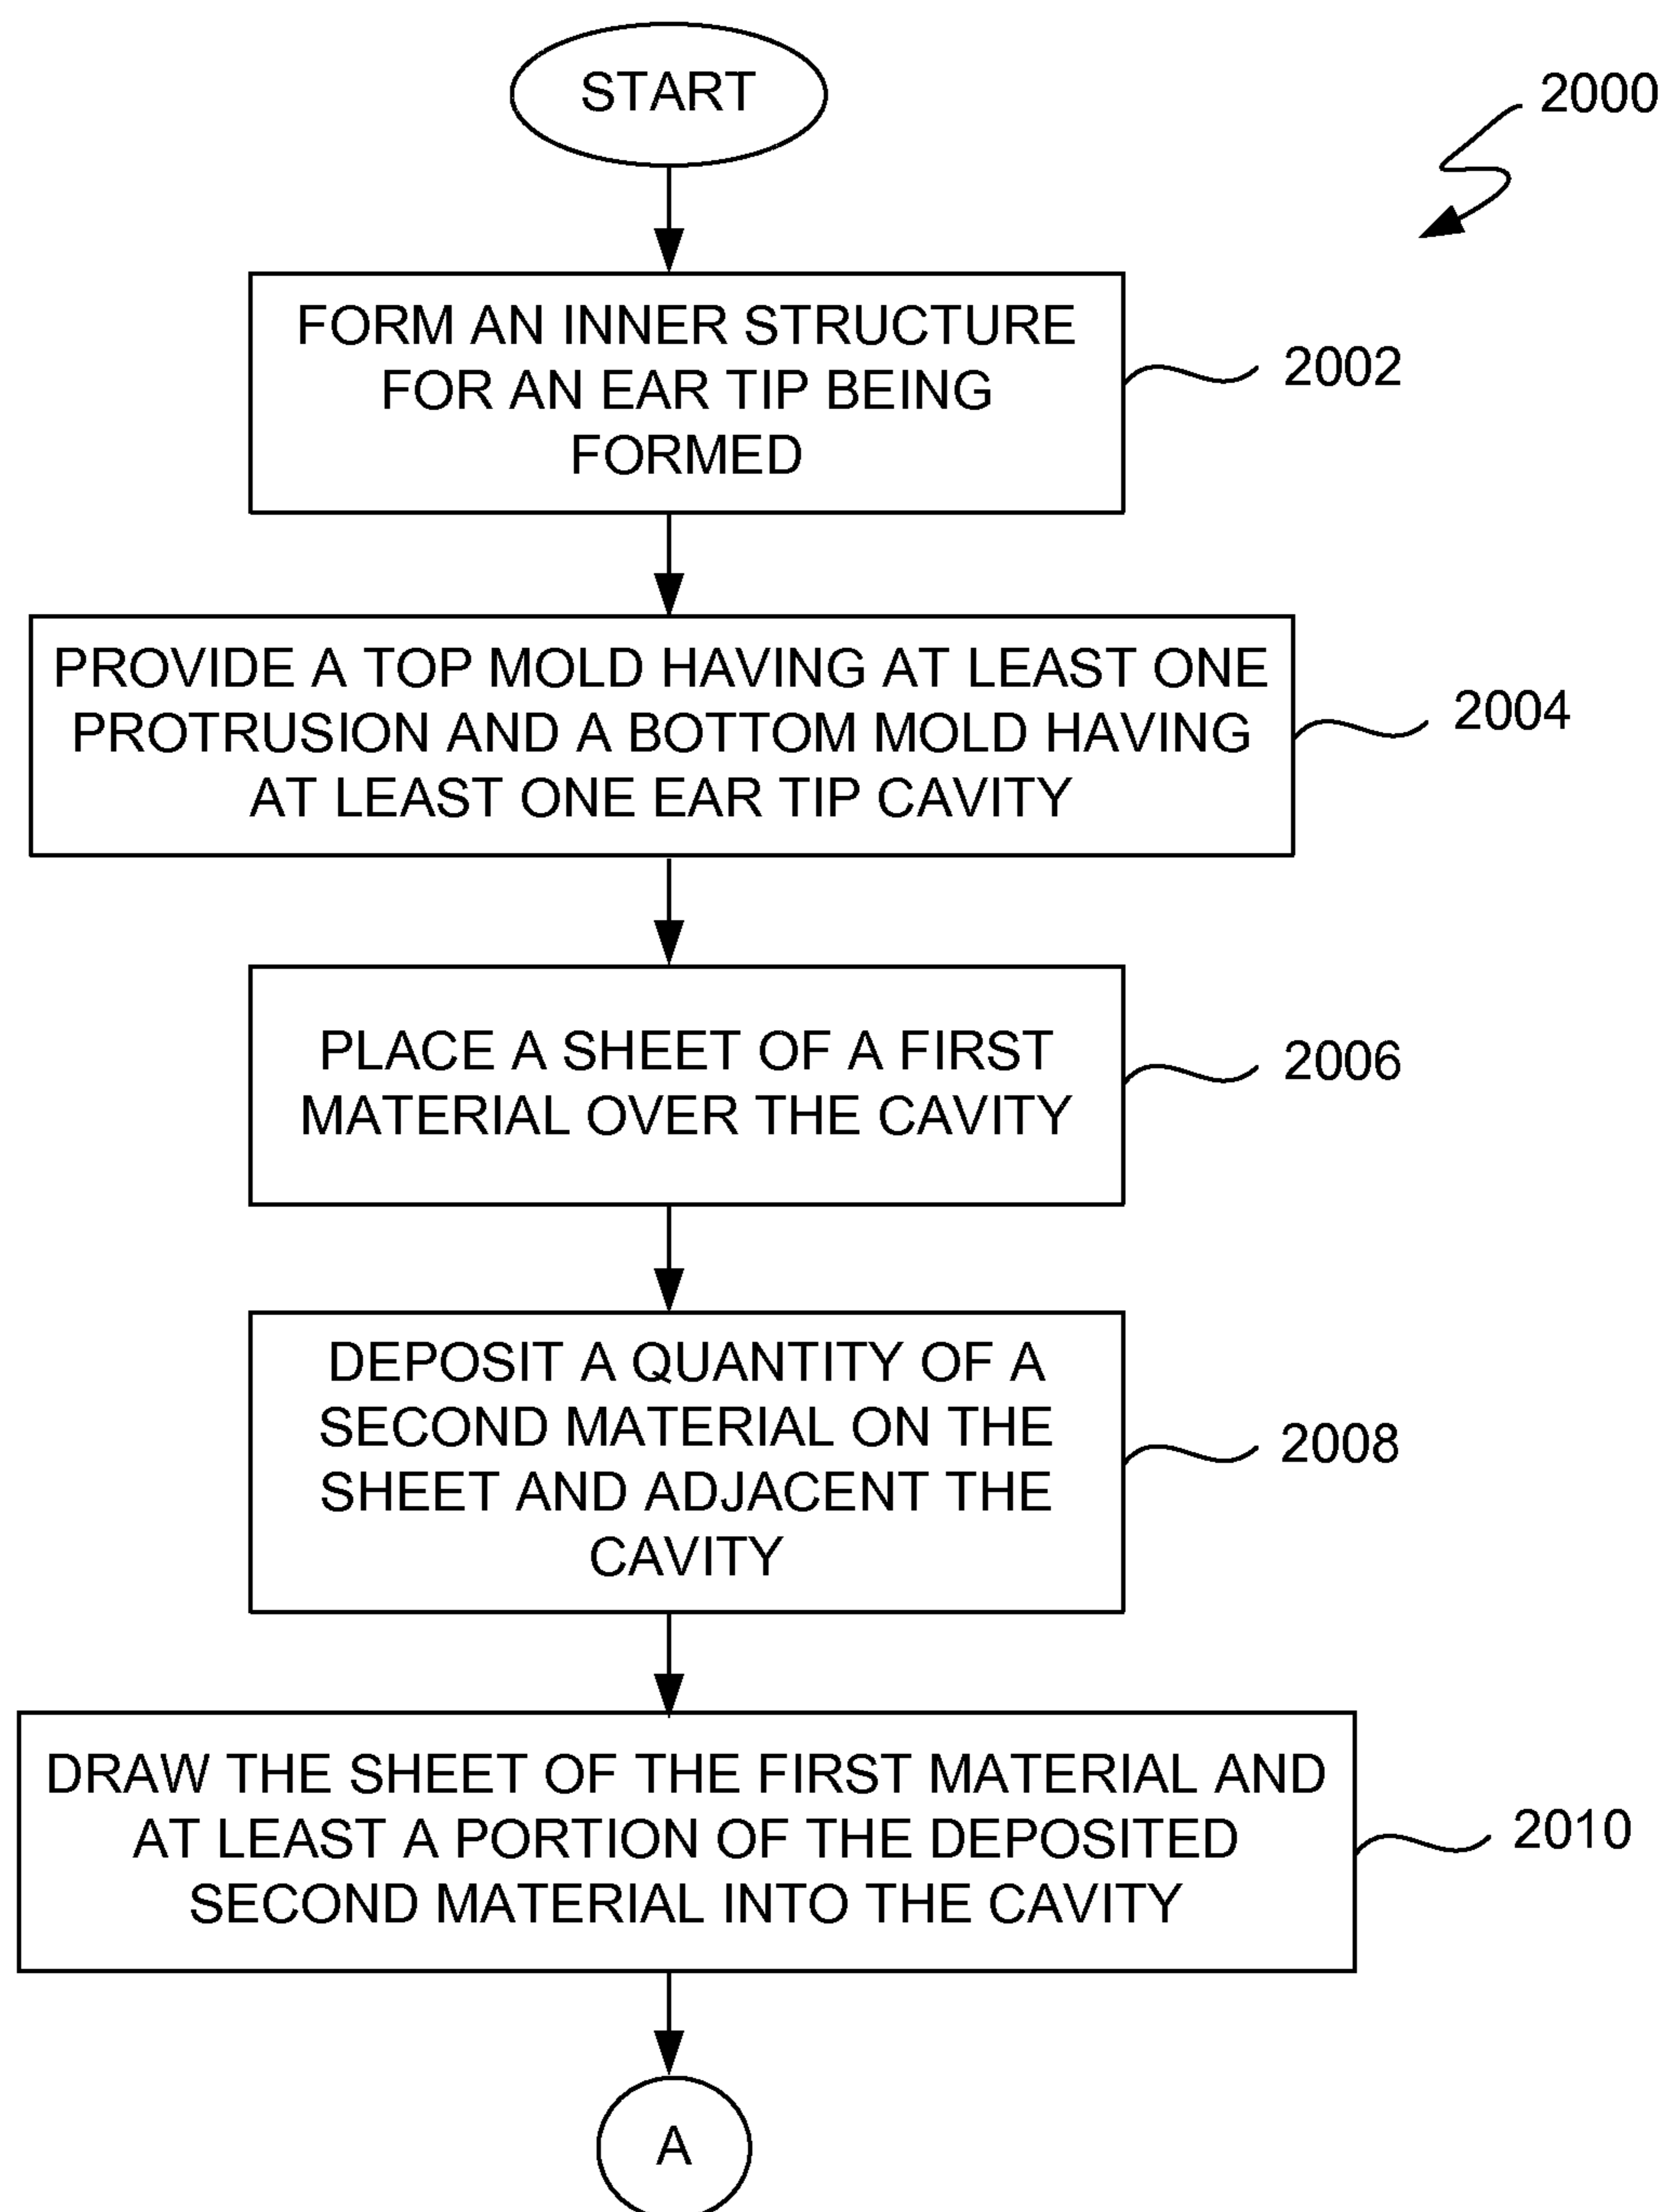 START
2000
FORM AN INNER STRUCTURE
FOR AN EAR TIP BEING
FORMED
2002
PROVIDE A TOP MOLD HAVING AT LEAST ONE
PROTRUSION AND A BOTTOM MOLD HAVING
AT LEAST ONE EAR TIP CAVITY
2004
PLACE A SHEET OF A FIRST
MATERIAL OVER THE CAVITY
2006
DEPOSIT A QUANTITY OF A
SECOND MATERIAL ON THE
SHEET AND ADJACENT THE
CAVITY
2008
DRAW THE SHEET OF THE FIRST MATERIAL AND
AT LEAST A PORTION OF THE DEPOSITED
SECOND MATERIAL INTO THE CAVITY
2010
A